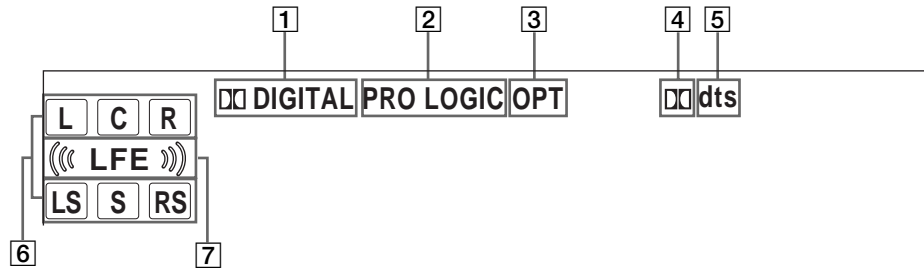 1 2 3 4 5
DIGITAL PRO LOGIC OPT dts
L C R
LFE
LS S RS
6 7